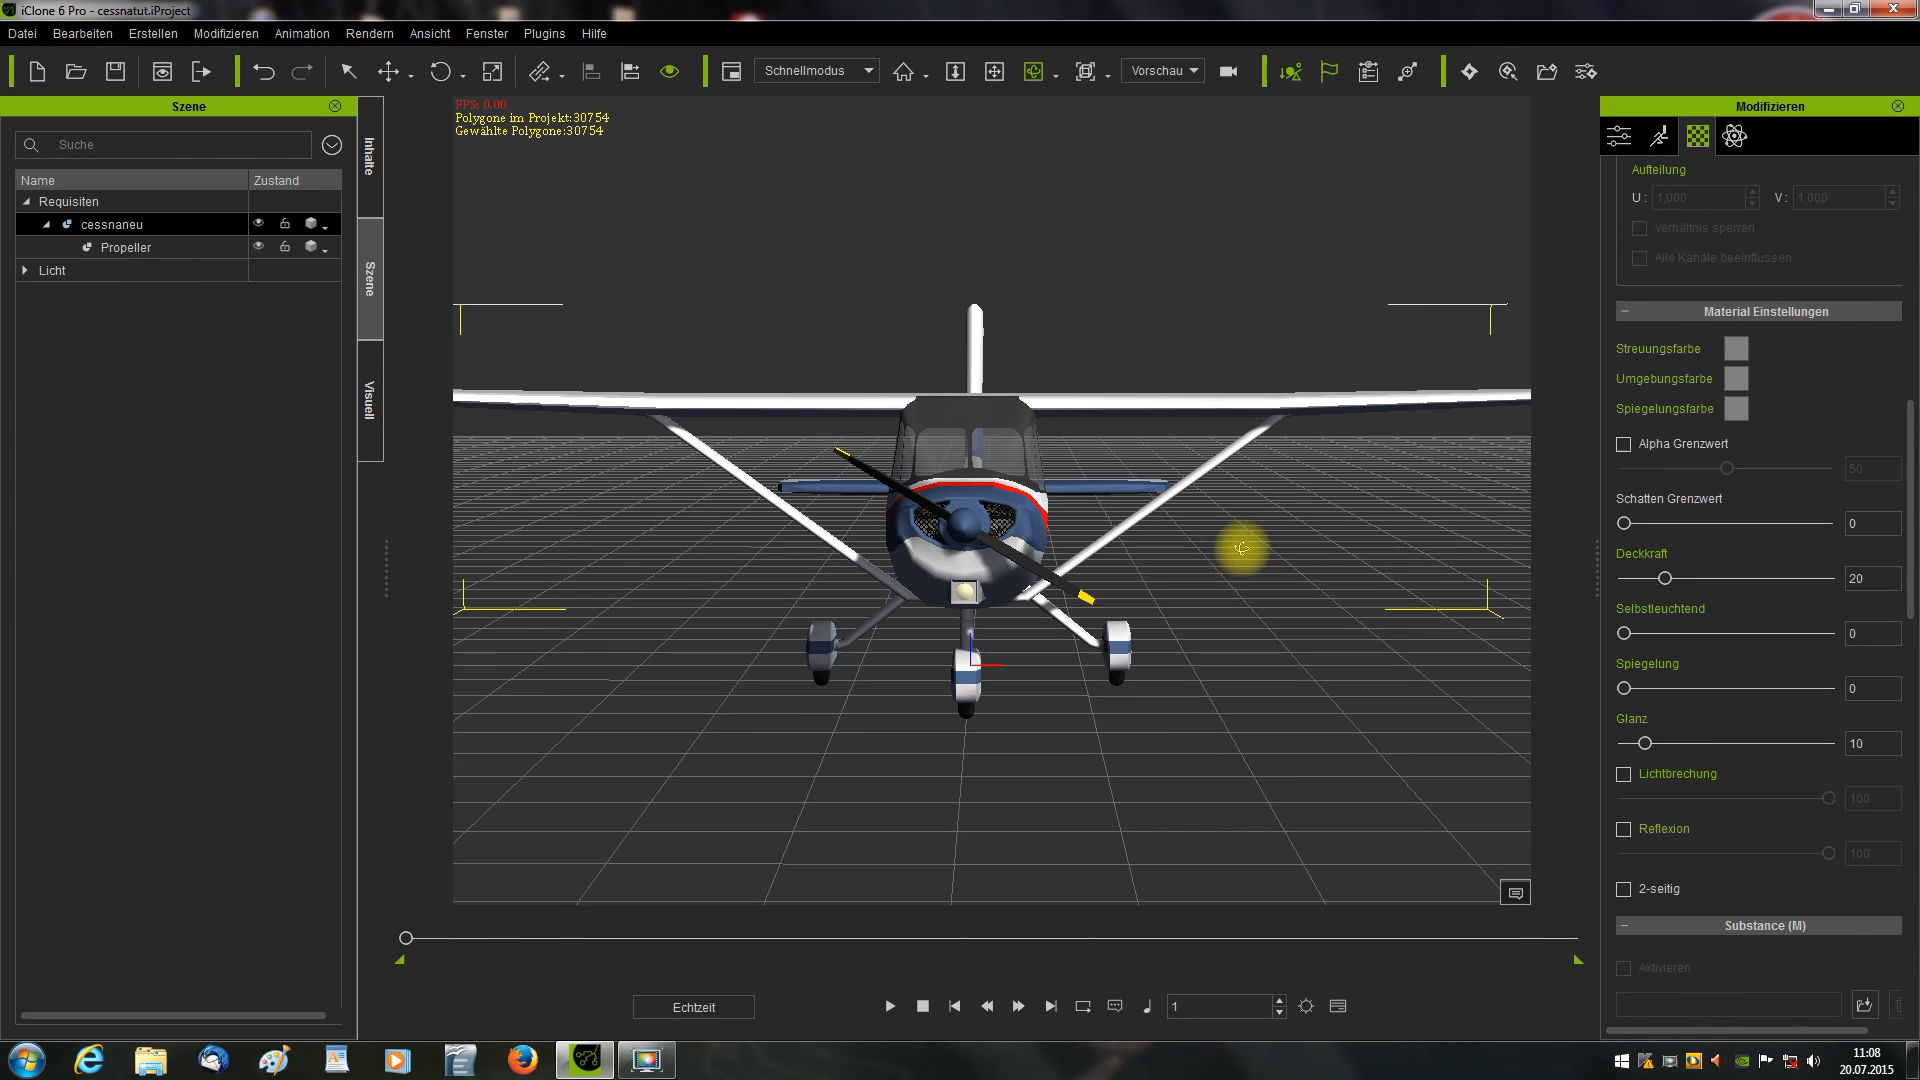 iClone 6 Pro - cessnatut.iProject
Datei Bearbeiten Erstellen Modifizieren Animation Rendern Ansicht Fenster Plugins Hilfe
Schnellmodus Vorschau
Szene
Suche
Name Zustand
Requisiten
cessnaneu
Propeller
Licht
Inhalte
Szene
Visuell
FPS: 0.00
Polygone im Projekt:30754
Gewählte Polygone:30754
Echtzeit
1
Modifizieren
Aufteilung
U : 1,000 V : 1,000
Verhältnis sperren
Alle Kanäle beeinflussen
Material Einstellungen
Streuungsfarbe
Umgebungsfarbe
Spiegelungsfarbe
Alpha Grenzwert
50
Schatten Grenzwert
0
Deckkraft
20
Selbstleuchtend
0
Spiegelung
0
Glanz
10
Lichtbrechung
100
Reflexion
100
2-seitig
Substance (M)
Aktivieren
11:08
20.07.2015